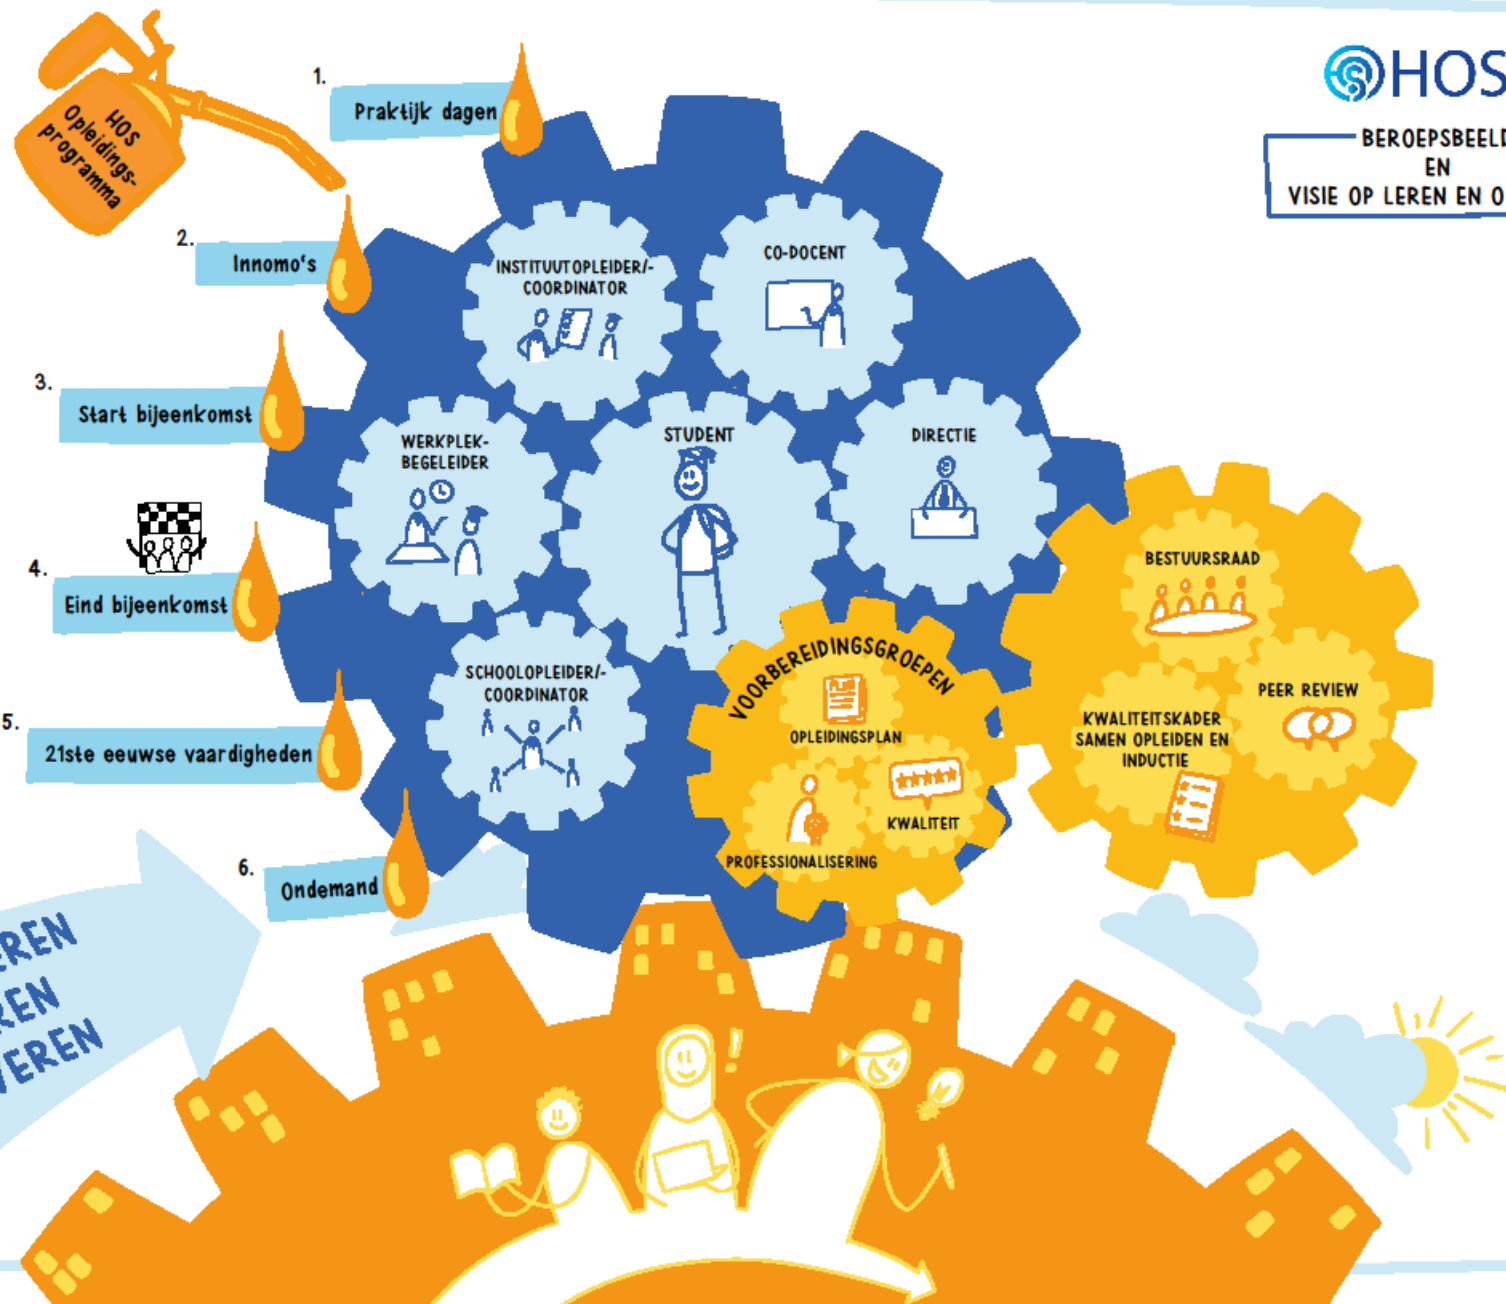 HOS
Opleidings-
programma
1.
Praktijk dagen
2.
Innomo's
3.
Start bijeenkomst
4.
Eind bijeenkomst
5.
21ste eeuwse vaardigheden
6.
Ondemand
HOS
BEROEPSBEELD
EN
VISIE OP LEREN EN O
INSTITUUTOPLEIDER/-
COORDINATOR
CO-DOCENT
WERKPLEK-
BEGELEIDER
STUDENT
DIRECTIE
SCHOOLOPLEIDER/-
COORDINATOR
VOORBEREIDINGSGROEPEN
OPLEIDINGSPLAN
KWALITEIT
PROFESSIONALISERING
BESTUURSRAAD
PEER REVIEW
KWALITEITSKADER
SAMEN OPLEIDEN EN
INDUCTIE
EREN
REN
VEREN
!